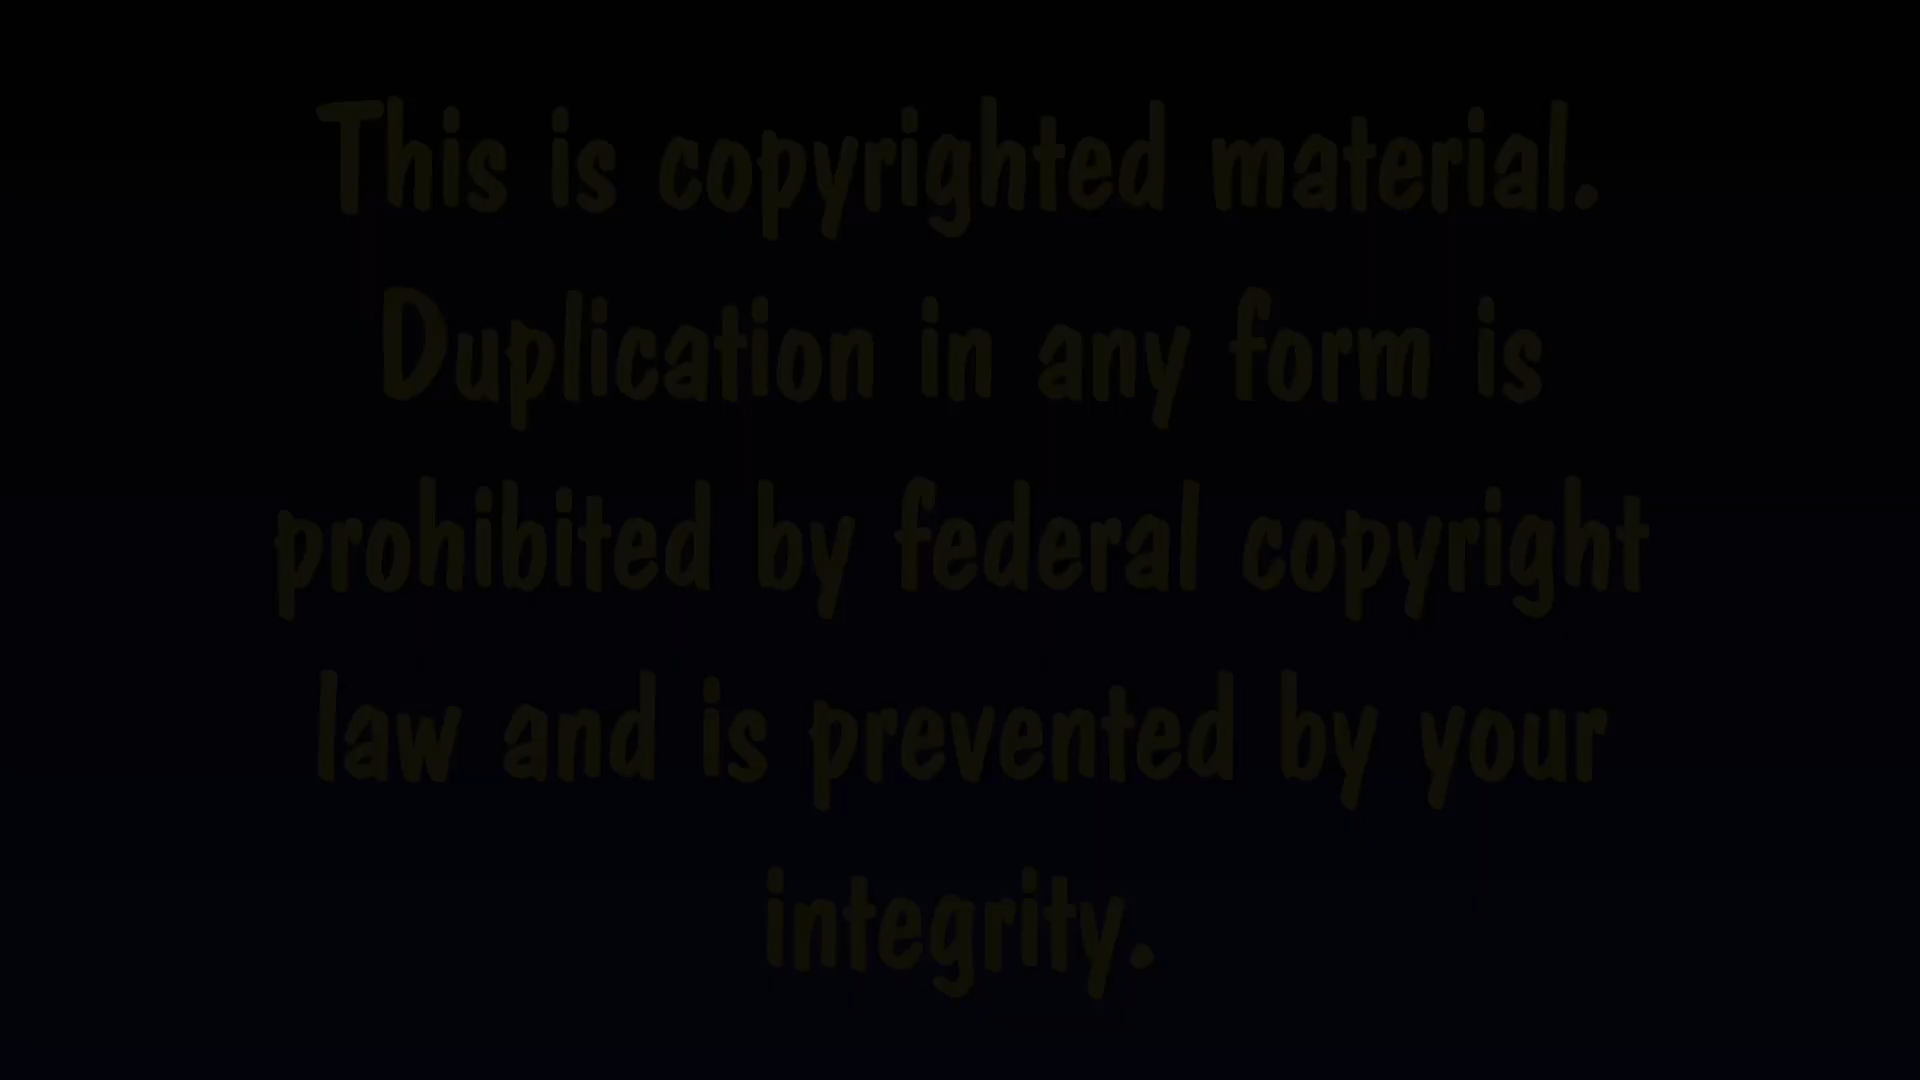 This is copyrighted material.
Duplication in any form is
prohibited by federal copyright
law and is prevented by your
integrity.